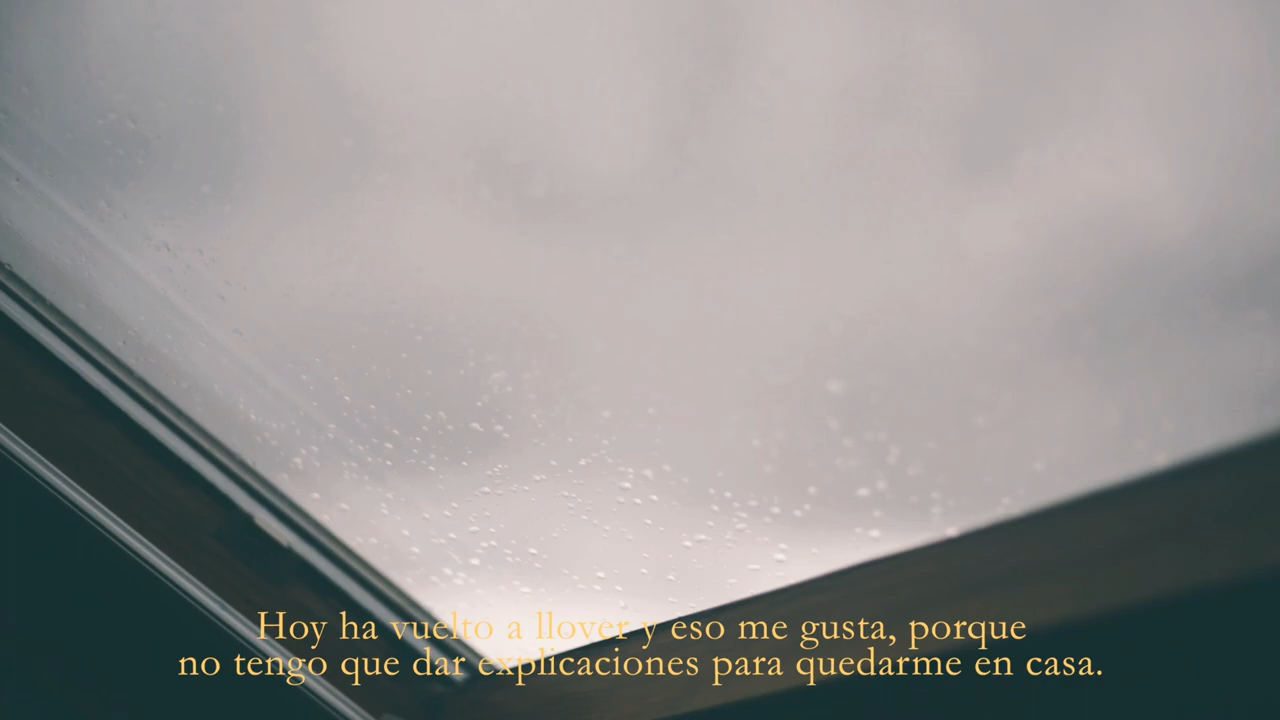 Hoy ha vuelto a llover y eso me gusta, porque
no tengo que dar explicaciones para quedarme en casa.